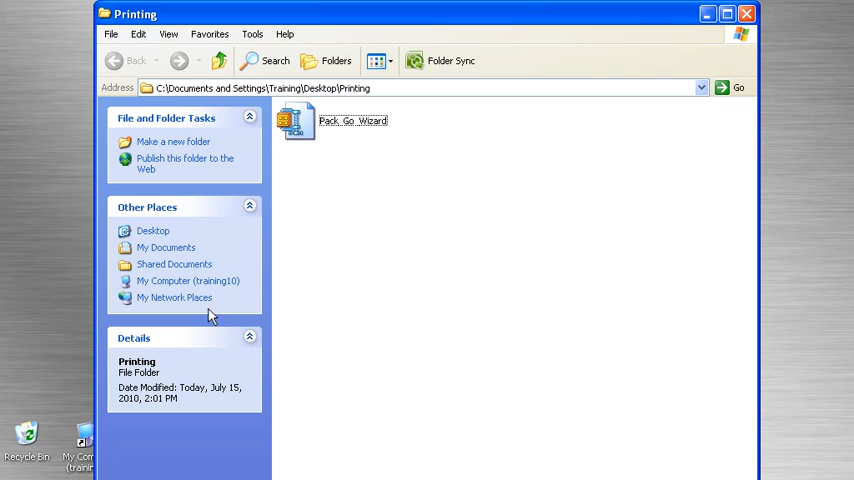 Printing
File Edit View Favorites Tools Help
Back Search Folders Folder Sync
Address C:\Documents and Settings\Training\Desktop\Printing Go
File and Folder Tasks
Make a new folder
Publish this folder to the
Web
Pack_Go_Wizard
Other Places
Desktop
My Documents
Shared Documents
My Computer (training10)
My Network Places
Details
Printing
File Folder
Date Modified: Today, July 15,
2010, 2:01 PM
Recycle Bin
My Com
(trainin